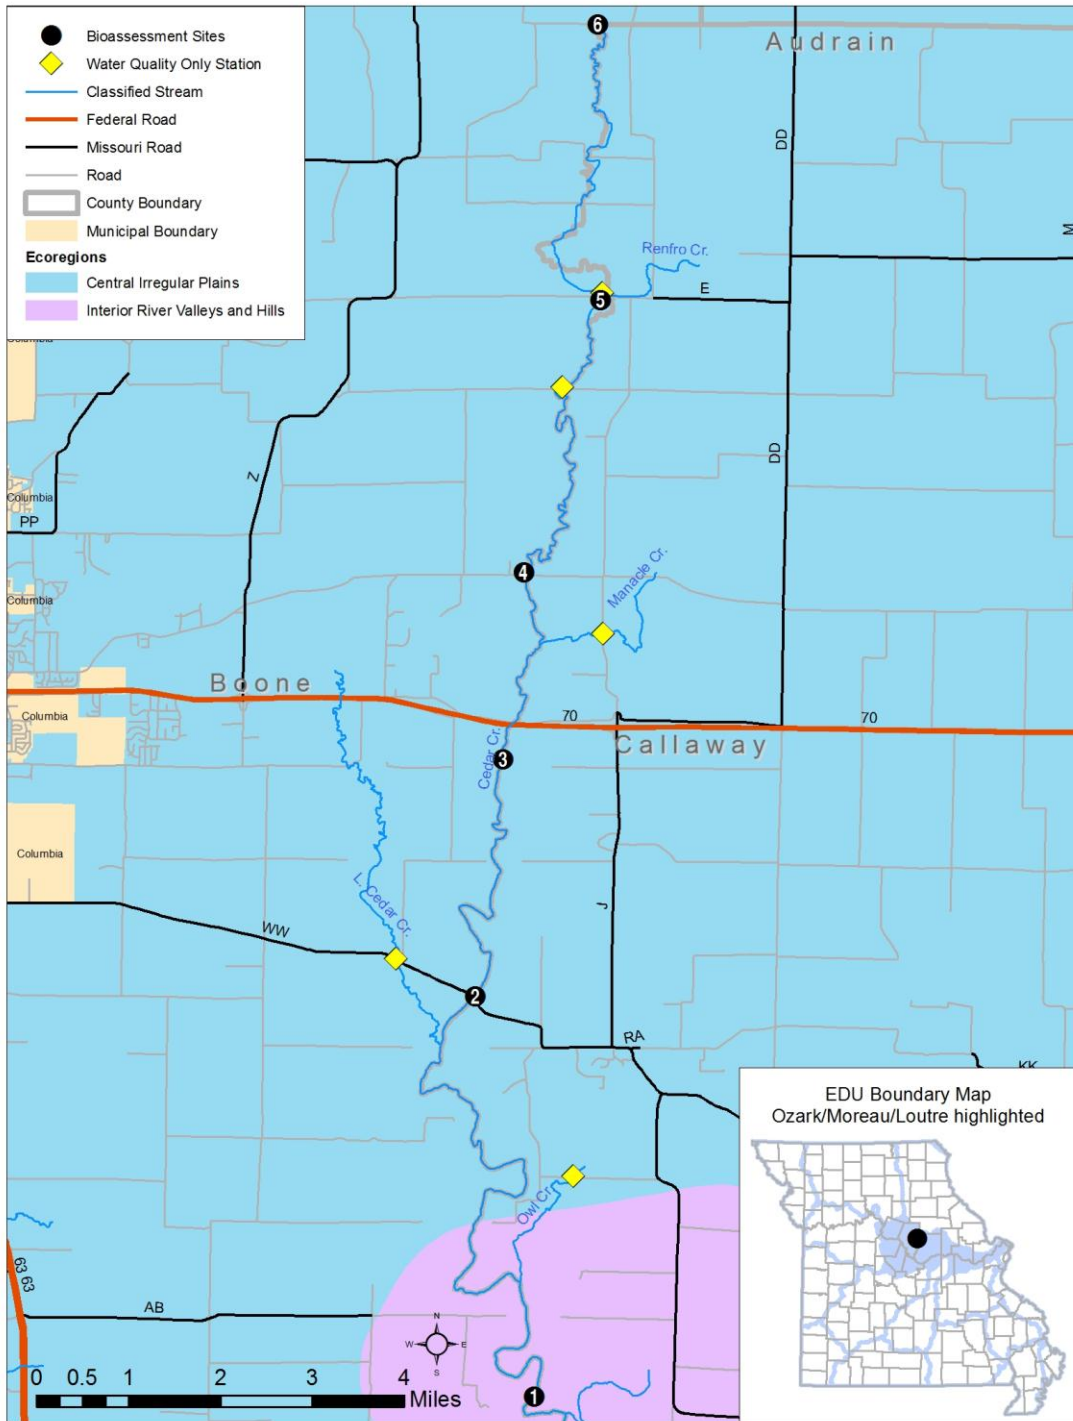 Bioassessment Sites
Water Quality Only Station
Classified Stream
Federal Road
Missouri Road
Road
County Boundary
Municipal Boundary
Ecoregions
Central Irregular Plains
Interior River Valleys and Hills
6
Audrain
DD
M
Renfro Cr.
5
E
Columbia
DD
Z
Columbia
PP
4
Manacle Cr.
Columbia
Boone
Columbia
70
70
Callaway
Cedar Cr.
3
Columbia
L. Cedar Cr.
J
WW
2
RA
KK
EDU Boundary Map
Ozark/Moreau/Loutre highlighted
Owl Cr.
63 63
AB
N
W E
S
0 0.5 1 2 3 4
Miles
1